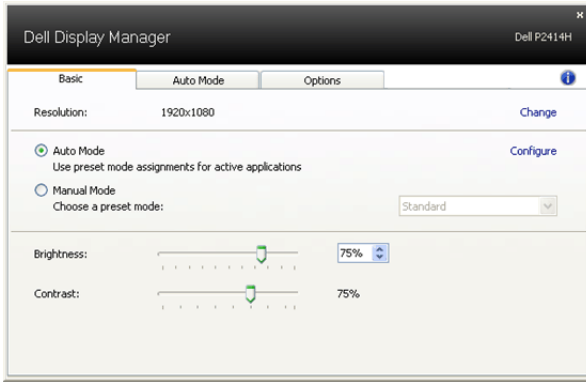 Dell Display Manager
Dell P2414H
Basic
Auto Mode
Options
Resolution:
1920x1080
Change
Auto Mode
Configure
Use preset mode assignments for active applications
Manual Mode
Choose a preset mode:
Standard
Brightness:
75%
Contrast:
75%